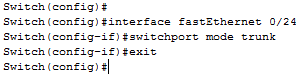 Switch(config)#
Switch(config)#interface fastEthernet 0/24
Switch(config-if)#switchport mode trunk
Switch(config-if)#exit
Switch(config)#